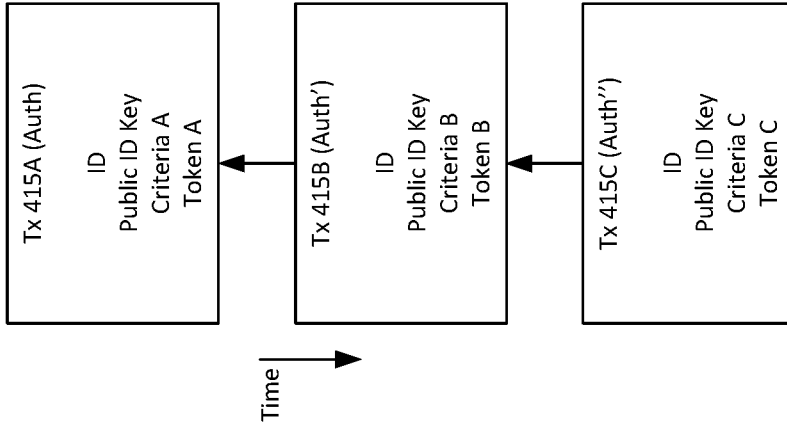 Tx 415A (Auth)
ID
Public ID Key
Criteria A
Token A
Tx 415B (Auth')
ID
Public ID Key
Criteria B
Token B
Tx 415C (Auth'')
ID
Public ID Key
Criteria C
Token C
Time